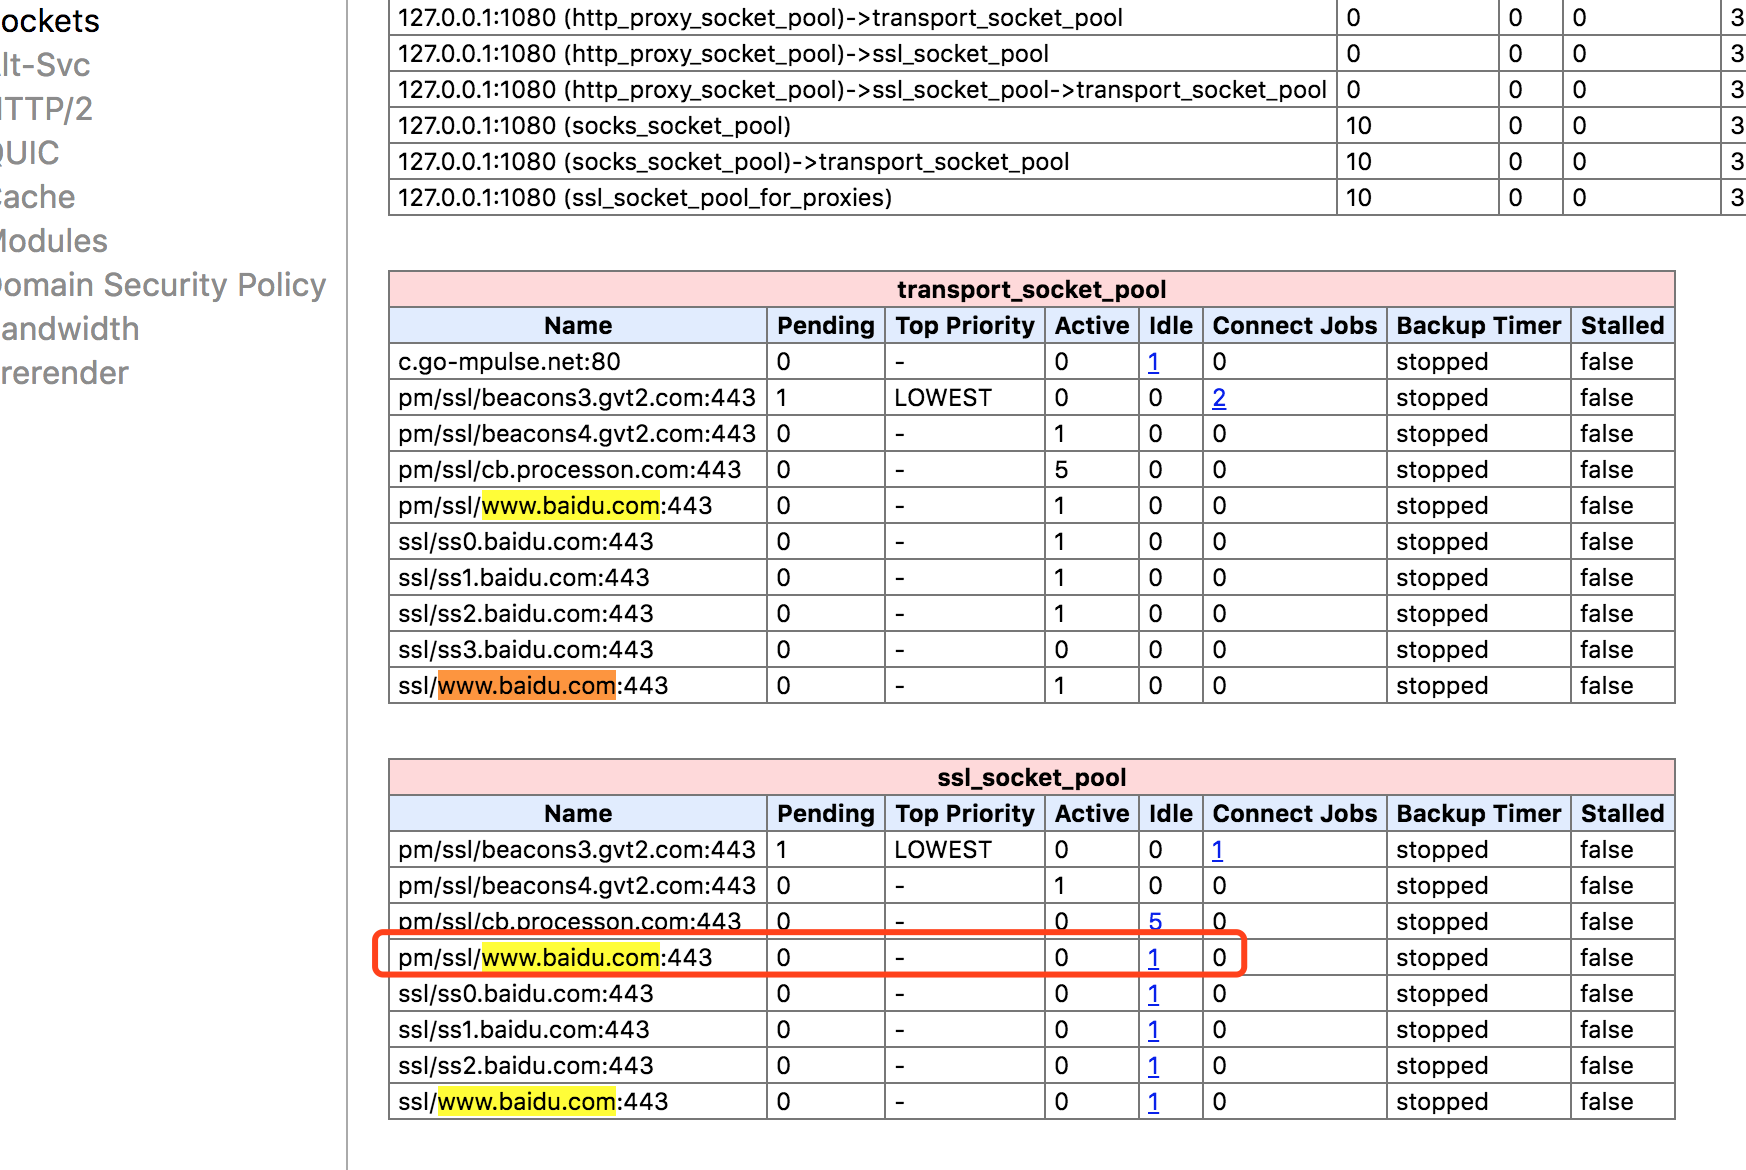 ockets
lt-Svc
TTP/2
QUIC
Cache
Modules
Domain Security Policy
andwidth
rerender
127.0.0.1:1080 (http_proxy_socket_pool)->transport_socket_pool 0 0 0 3
127.0.0.1:1080 (http_proxy_socket_pool)->ssl_socket_pool 0 0 0 3
127.0.0.1:1080 (http_proxy_socket_pool)->ssl_socket_pool->transport_socket_pool 0 0 0 3
127.0.0.1:1080 (socks_socket_pool) 10 0 0 3
127.0.0.1:1080 (socks_socket_pool)->transport_socket_pool 10 0 0 3
127.0.0.1:1080 (ssl_socket_pool_for_proxies) 10 0 0 3
transport_socket_pool
Name Pending Top Priority Active Idle Connect Jobs Backup Timer Stalled
c.go-mpulse.net:80 0 - 0 1 0 stopped false
pm/ssl/beacons3.gvt2.com:443 1 LOWEST 0 0 2 stopped false
pm/ssl/beacons4.gvt2.com:443 0 - 1 0 0 stopped false
pm/ssl/cb.processon.com:443 0 - 5 0 0 stopped false
pm/ssl/www.baidu.com:443 0 - 1 0 0 stopped false
ssl/ss0.baidu.com:443 0 - 1 0 0 stopped false
ssl/ss1.baidu.com:443 0 - 1 0 0 stopped false
ssl/ss2.baidu.com:443 0 - 1 0 0 stopped false
ssl/ss3.baidu.com:443 0 - 0 0 0 stopped false
ssl/www.baidu.com:443 0 - 1 0 0 stopped false
ssl_socket_pool
Name Pending Top Priority Active Idle Connect Jobs Backup Timer Stalled
pm/ssl/beacons3.gvt2.com:443 1 LOWEST 0 0 1 stopped false
pm/ssl/beacons4.gvt2.com:443 0 - 1 0 0 stopped false
pm/ssl/cb.processon.com:443 0 - 0 5 0 stopped false
pm/ssl/www.baidu.com:443 0 - 0 1 0 stopped false
ssl/ss0.baidu.com:443 0 - 0 1 0 stopped false
ssl/ss1.baidu.com:443 0 - 0 1 0 stopped false
ssl/ss2.baidu.com:443 0 - 0 1 0 stopped false
ssl/www.baidu.com:443 0 - 0 1 0 stopped false